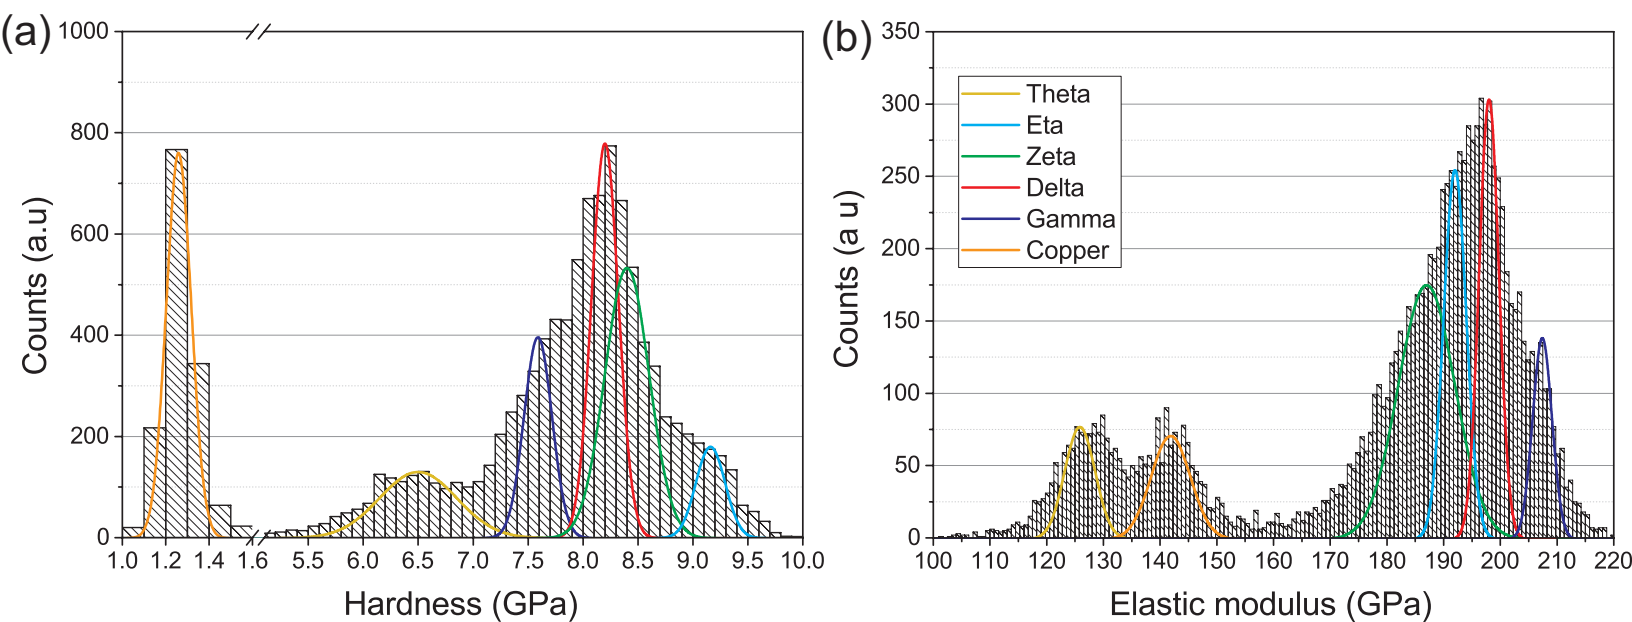 (a)
1000
800
600
400
200
0
Counts (a.u)
1.0 1.2 1.4 1.6 5.5 6.0 6.5 7.0 7.5 8.0 8.5 9.0 9.5 10.0
Hardness (GPa)
(b)
350
300
250
200
150
100
50
0
Counts (a u)
Theta
Eta
Zeta
Delta
Gamma
Copper
100 110 120 130 140 150 160 170 180 190 200 210 220
Elastic modulus (GPa)